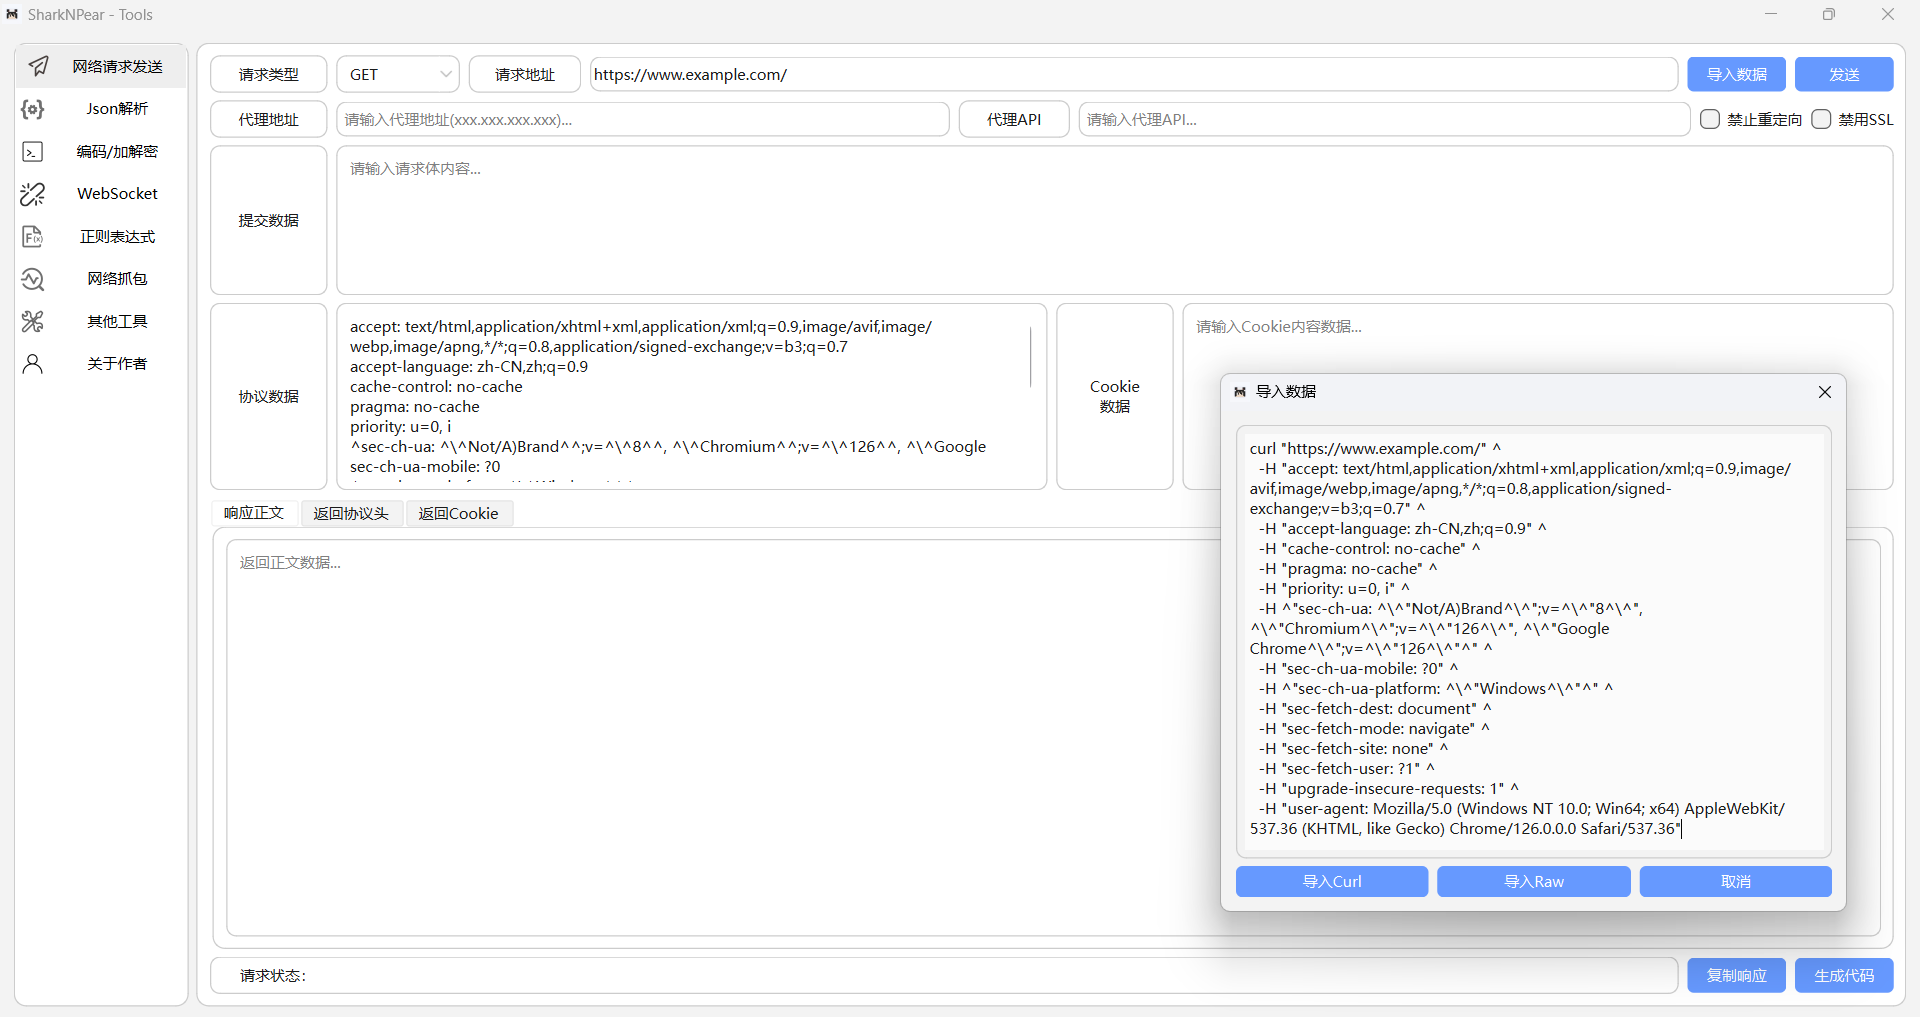 SharkNPear - Tools
网络请求发送
Json解析
编码/加解密
WebSocket
正则表达式
网络抓包
其他工具
关于作者
请求类型
GET
请求地址
https://www.example.com/
导入数据
发送
代理地址
请输入代理地址(xxx.xxx.xxx.xxx)...
代理API
请输入代理API...
禁止重定向
禁用SSL
提交数据
请输入请求体内容...
协议数据
accept: text/html,application/xhtml+xml,application/xml;q=0.9,image/avif,image/
webp,image/apng,*/*;q=0.8,application/signed-exchange;v=b3;q=0.7
accept-language: zh-CN,zh;q=0.9
cache-control: no-cache
pragma: no-cache
priority: u=0, i
^sec-ch-ua: ^\^Not/A)Brand^^;v=^\^8^^, ^\^Chromium^^;v=^\^126^^, ^\^Google
sec-ch-ua-mobile: ?0
Cookie
数据
请输入Cookie内容数据...
响应正文
返回协议头
返回Cookie
返回正文数据...
导入数据
curl "https://www.example.com/" ^
-H "accept: text/html,application/xhtml+xml,application/xml;q=0.9,image/
avif,image/webp,image/apng,*/*;q=0.8,application/signed-
exchange;v=b3;q=0.7" ^
-H "accept-language: zh-CN,zh;q=0.9" ^
-H "cache-control: no-cache" ^
-H "pragma: no-cache" ^
-H "priority: u=0, i" ^
-H ^"sec-ch-ua: ^\^"Not/A)Brand^\^";v=^\^"8^\^",
^\^"Chromium^\^";v=^\^"126^\^", ^\^"Google
Chrome^\^";v=^\^"126^\^"^" ^
-H "sec-ch-ua-mobile: ?0" ^
-H ^"sec-ch-ua-platform: ^\^"Windows^\^"^" ^
-H "sec-fetch-dest: document" ^
-H "sec-fetch-mode: navigate" ^
-H "sec-fetch-site: none" ^
-H "sec-fetch-user: ?1" ^
-H "upgrade-insecure-requests: 1" ^
-H "user-agent: Mozilla/5.0 (Windows NT 10.0; Win64; x64) AppleWebKit/
537.36 (KHTML, like Gecko) Chrome/126.0.0.0 Safari/537.36"
导入Curl
导入Raw
取消
请求状态:
复制响应
生成代码